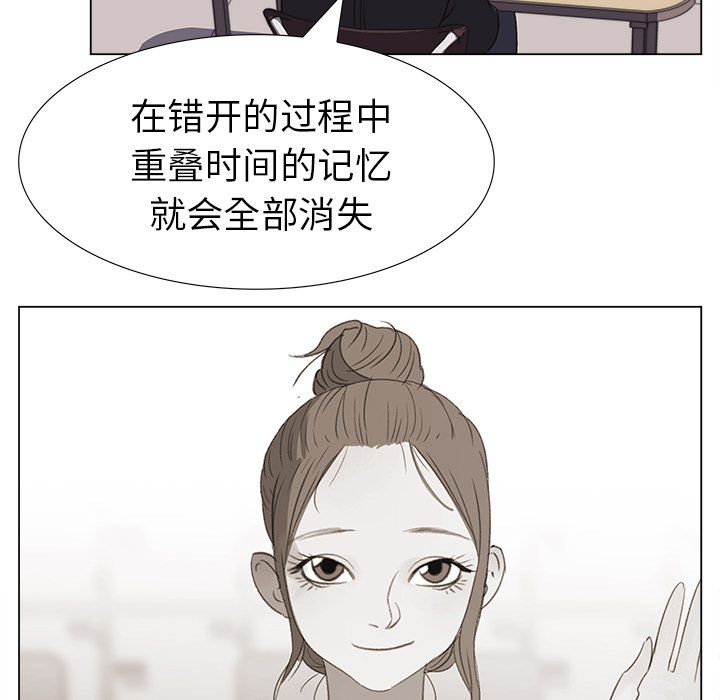 在错开的过程中
重叠时间的记忆
就会全部消失